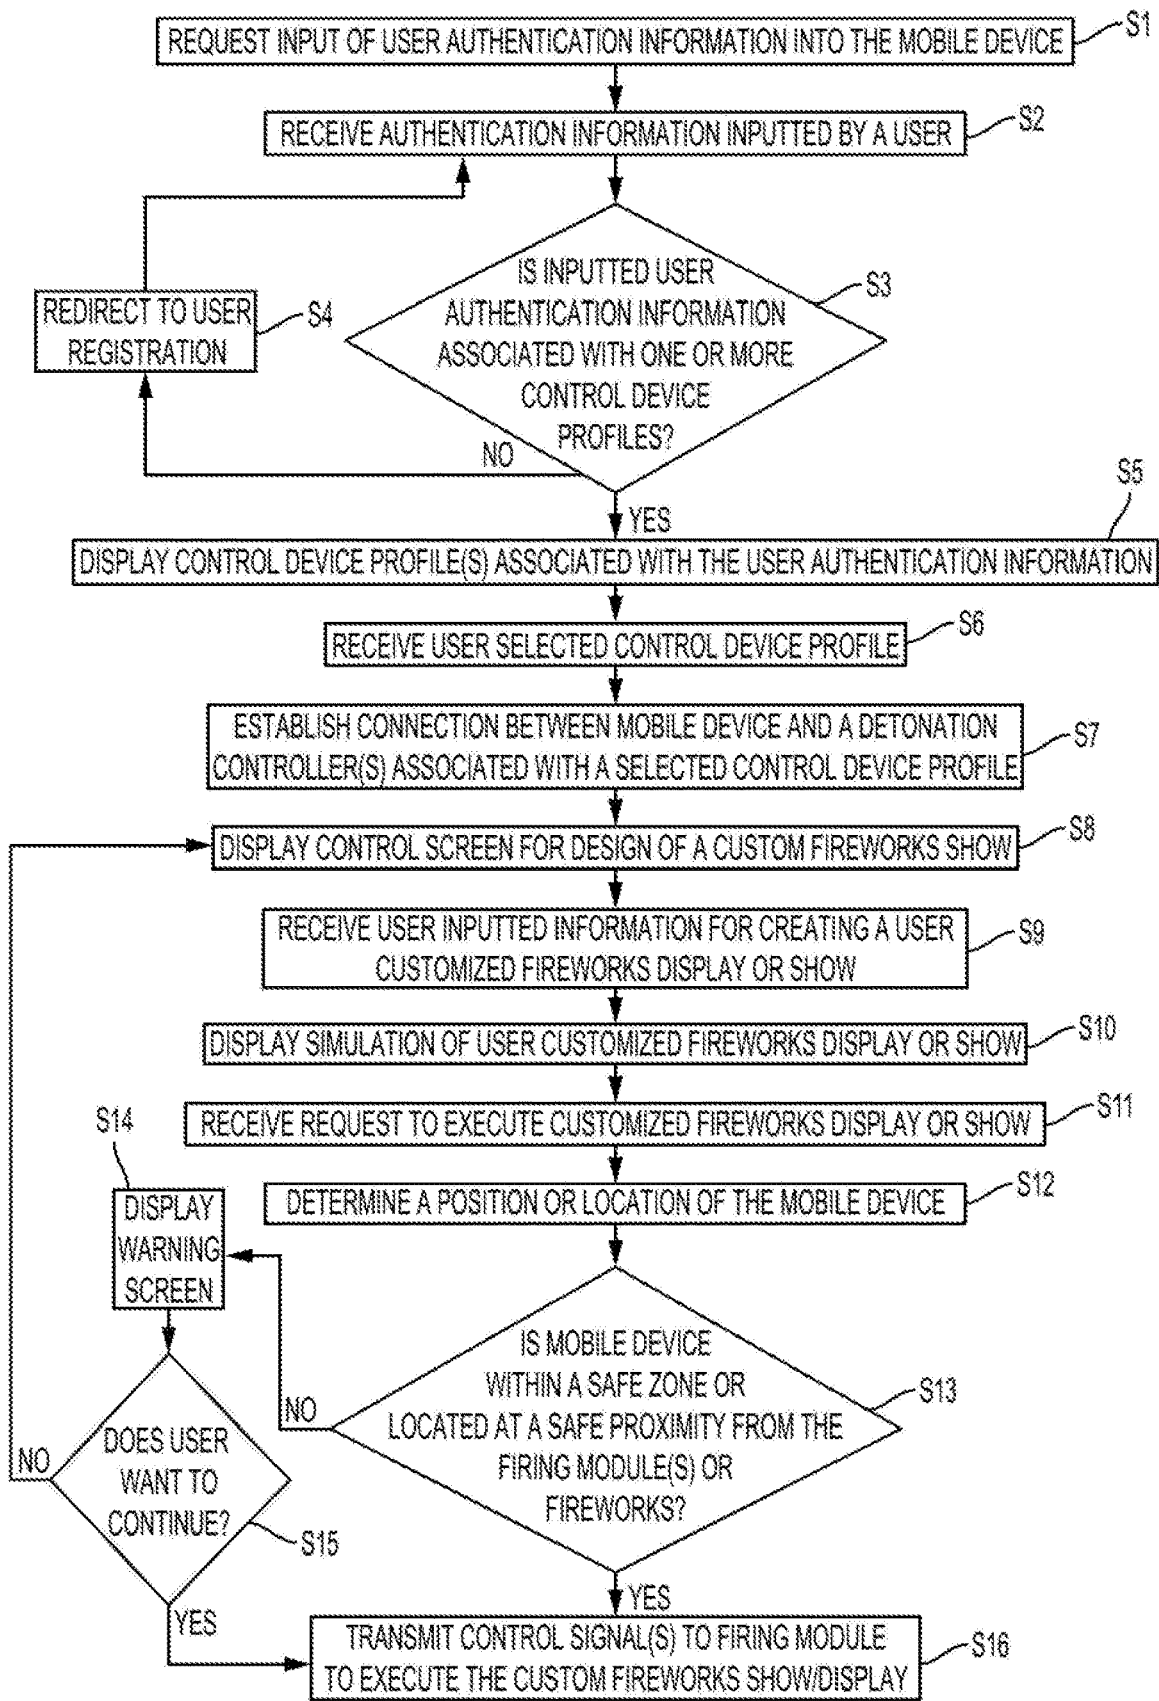 REQUEST INPUT OF USER AUTHENTICATION INFORMATION INTO THE MOBILE DEVICE
S1
RECEIVE AUTHENTICATION INFORMATION INPUTTED BY A USER
S2
IS INPUTTED USER
AUTHENTICATION INFORMATION
ASSOCIATED WITH ONE OR MORE
CONTROL DEVICE
PROFILES?
S3
REDIRECT TO USER
REGISTRATION
S4
NO
YES
S5
DISPLAY CONTROL DEVICE PROFILE(S) ASSOCIATED WITH THE USER AUTHENTICATION INFORMATION
RECEIVE USER SELECTED CONTROL DEVICE PROFILE
S6
ESTABLISH CONNECTION BETWEEN MOBILE DEVICE AND A DETONATION
CONTROLLER(S) ASSOCIATED WITH A SELECTED CONTROL DEVICE PROFILE
S7
DISPLAY CONTROL SCREEN FOR DESIGN OF A CUSTOM FIREWORKS SHOW
S8
RECEIVE USER INPUTTED INFORMATION FOR CREATING A USER
CUSTOMIZED FIREWORKS DISPLAY OR SHOW
S9
DISPLAY SIMULATION OF USER CUSTOMIZED FIREWORKS DISPLAY OR SHOW
S10
RECEIVE REQUEST TO EXECUTE CUSTOMIZED FIREWORKS DISPLAY OR SHOW
S11
DETERMINE A POSITION OR LOCATION OF THE MOBILE DEVICE
S12
IS MOBILE DEVICE
WITHIN A SAFE ZONE OR
LOCATED AT A SAFE PROXIMITY FROM THE
FIRING MODULE(S) OR
FIREWORKS?
S13
NO
S14
DISPLAY
WARNING
SCREEN
DOES USER
WANT TO
CONTINUE?
S15
NO
YES
YES
TRANSMIT CONTROL SIGNAL(S) TO FIRING MODULE
TO EXECUTE THE CUSTOM FIREWORKS SHOW/DISPLAY
S16